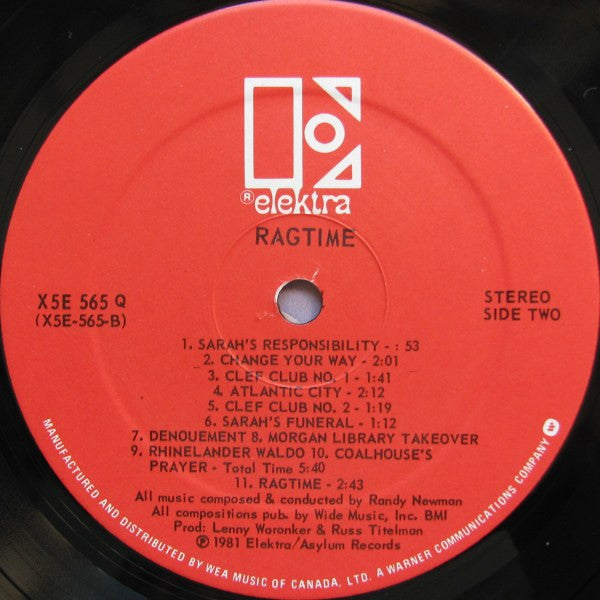 ® elektra
RAGTIME
X5E 565 Q
(X5E-565-B)
STEREO
SIDE TWO
1. SARAH'S RESPONSIBILITY - : 53
2. CHANGE YOUR WAY - 2:01
3. CLEF CLUB NO. 1 - 1:41
4. ATLANTIC CITY - 2:12
5. CLEF CLUB NO. 2 - 1:19
6. SARAH'S FUNERAL - 1:12
7. DENOUEMENT 8. MORGAN LIBRARY TAKEOVER
9. RHINELANDER WALDO 10. COALHOUSE'S
PRAYER - Total Time 5:40
11. RAGTIME - 2:43
All music composed & conducted by Randy Newman
All compositions pub. by Wide Music, Inc. BMI
Prod: Lenny Waronker & Russ Titelman
℗ 1981 Elektra/Asylum Records
MANUFACTURED AND DISTRIBUTED BY WEA MUSIC OF CANADA, LTD. A WARNER COMMUNICATIONS COMPANY